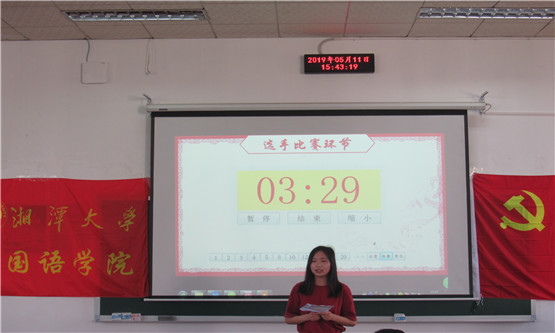 2019年05月11日
15:43:19
选手比赛环节
03:29
暂停 结束 缩小
湘潭大学
国语学院